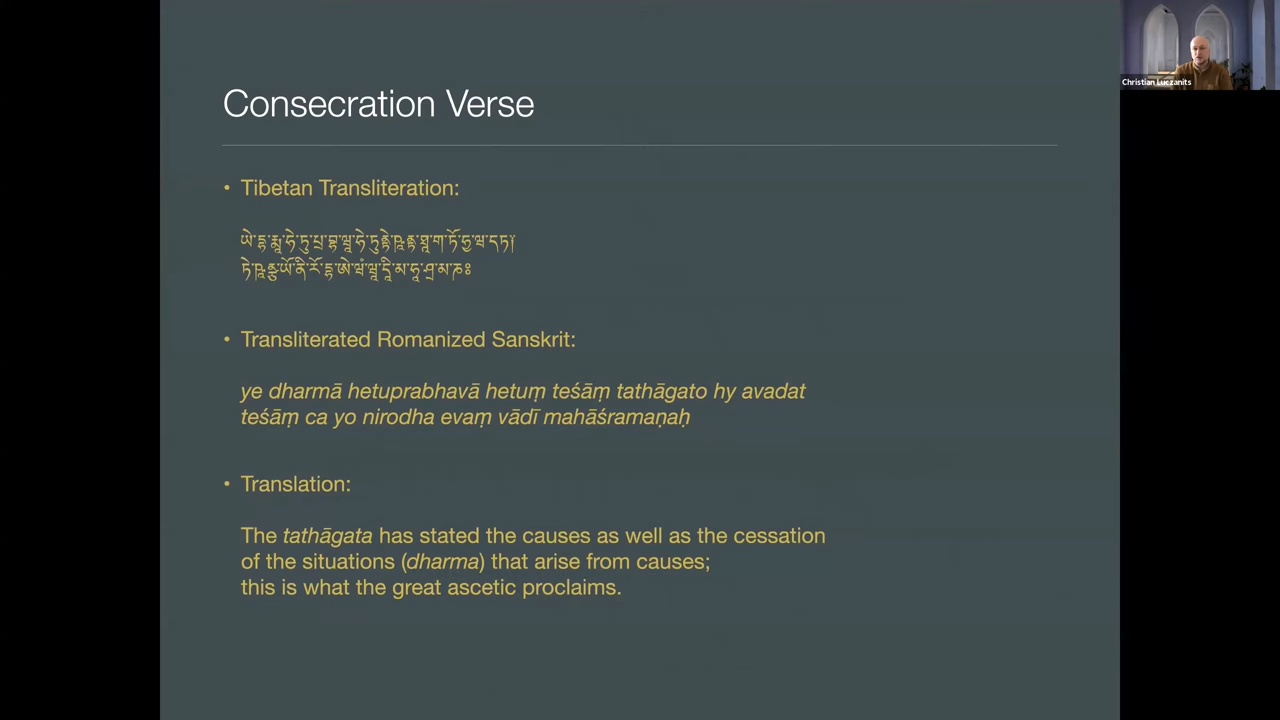 Christian Luczanits
Consecration Verse
• Tibetan Transliteration:
• Transliterated Romanized Sanskrit:
ye dharmā hetuprabhavā hetuṃ teśāṃ tathāgato hy avadat
teśāṃ ca yo nirodha evaṃ vādī mahāśramaṇaḥ
• Translation:
The tathāgata has stated the causes as well as the cessation
of the situations (dharma) that arise from causes;
this is what the great ascetic proclaims.